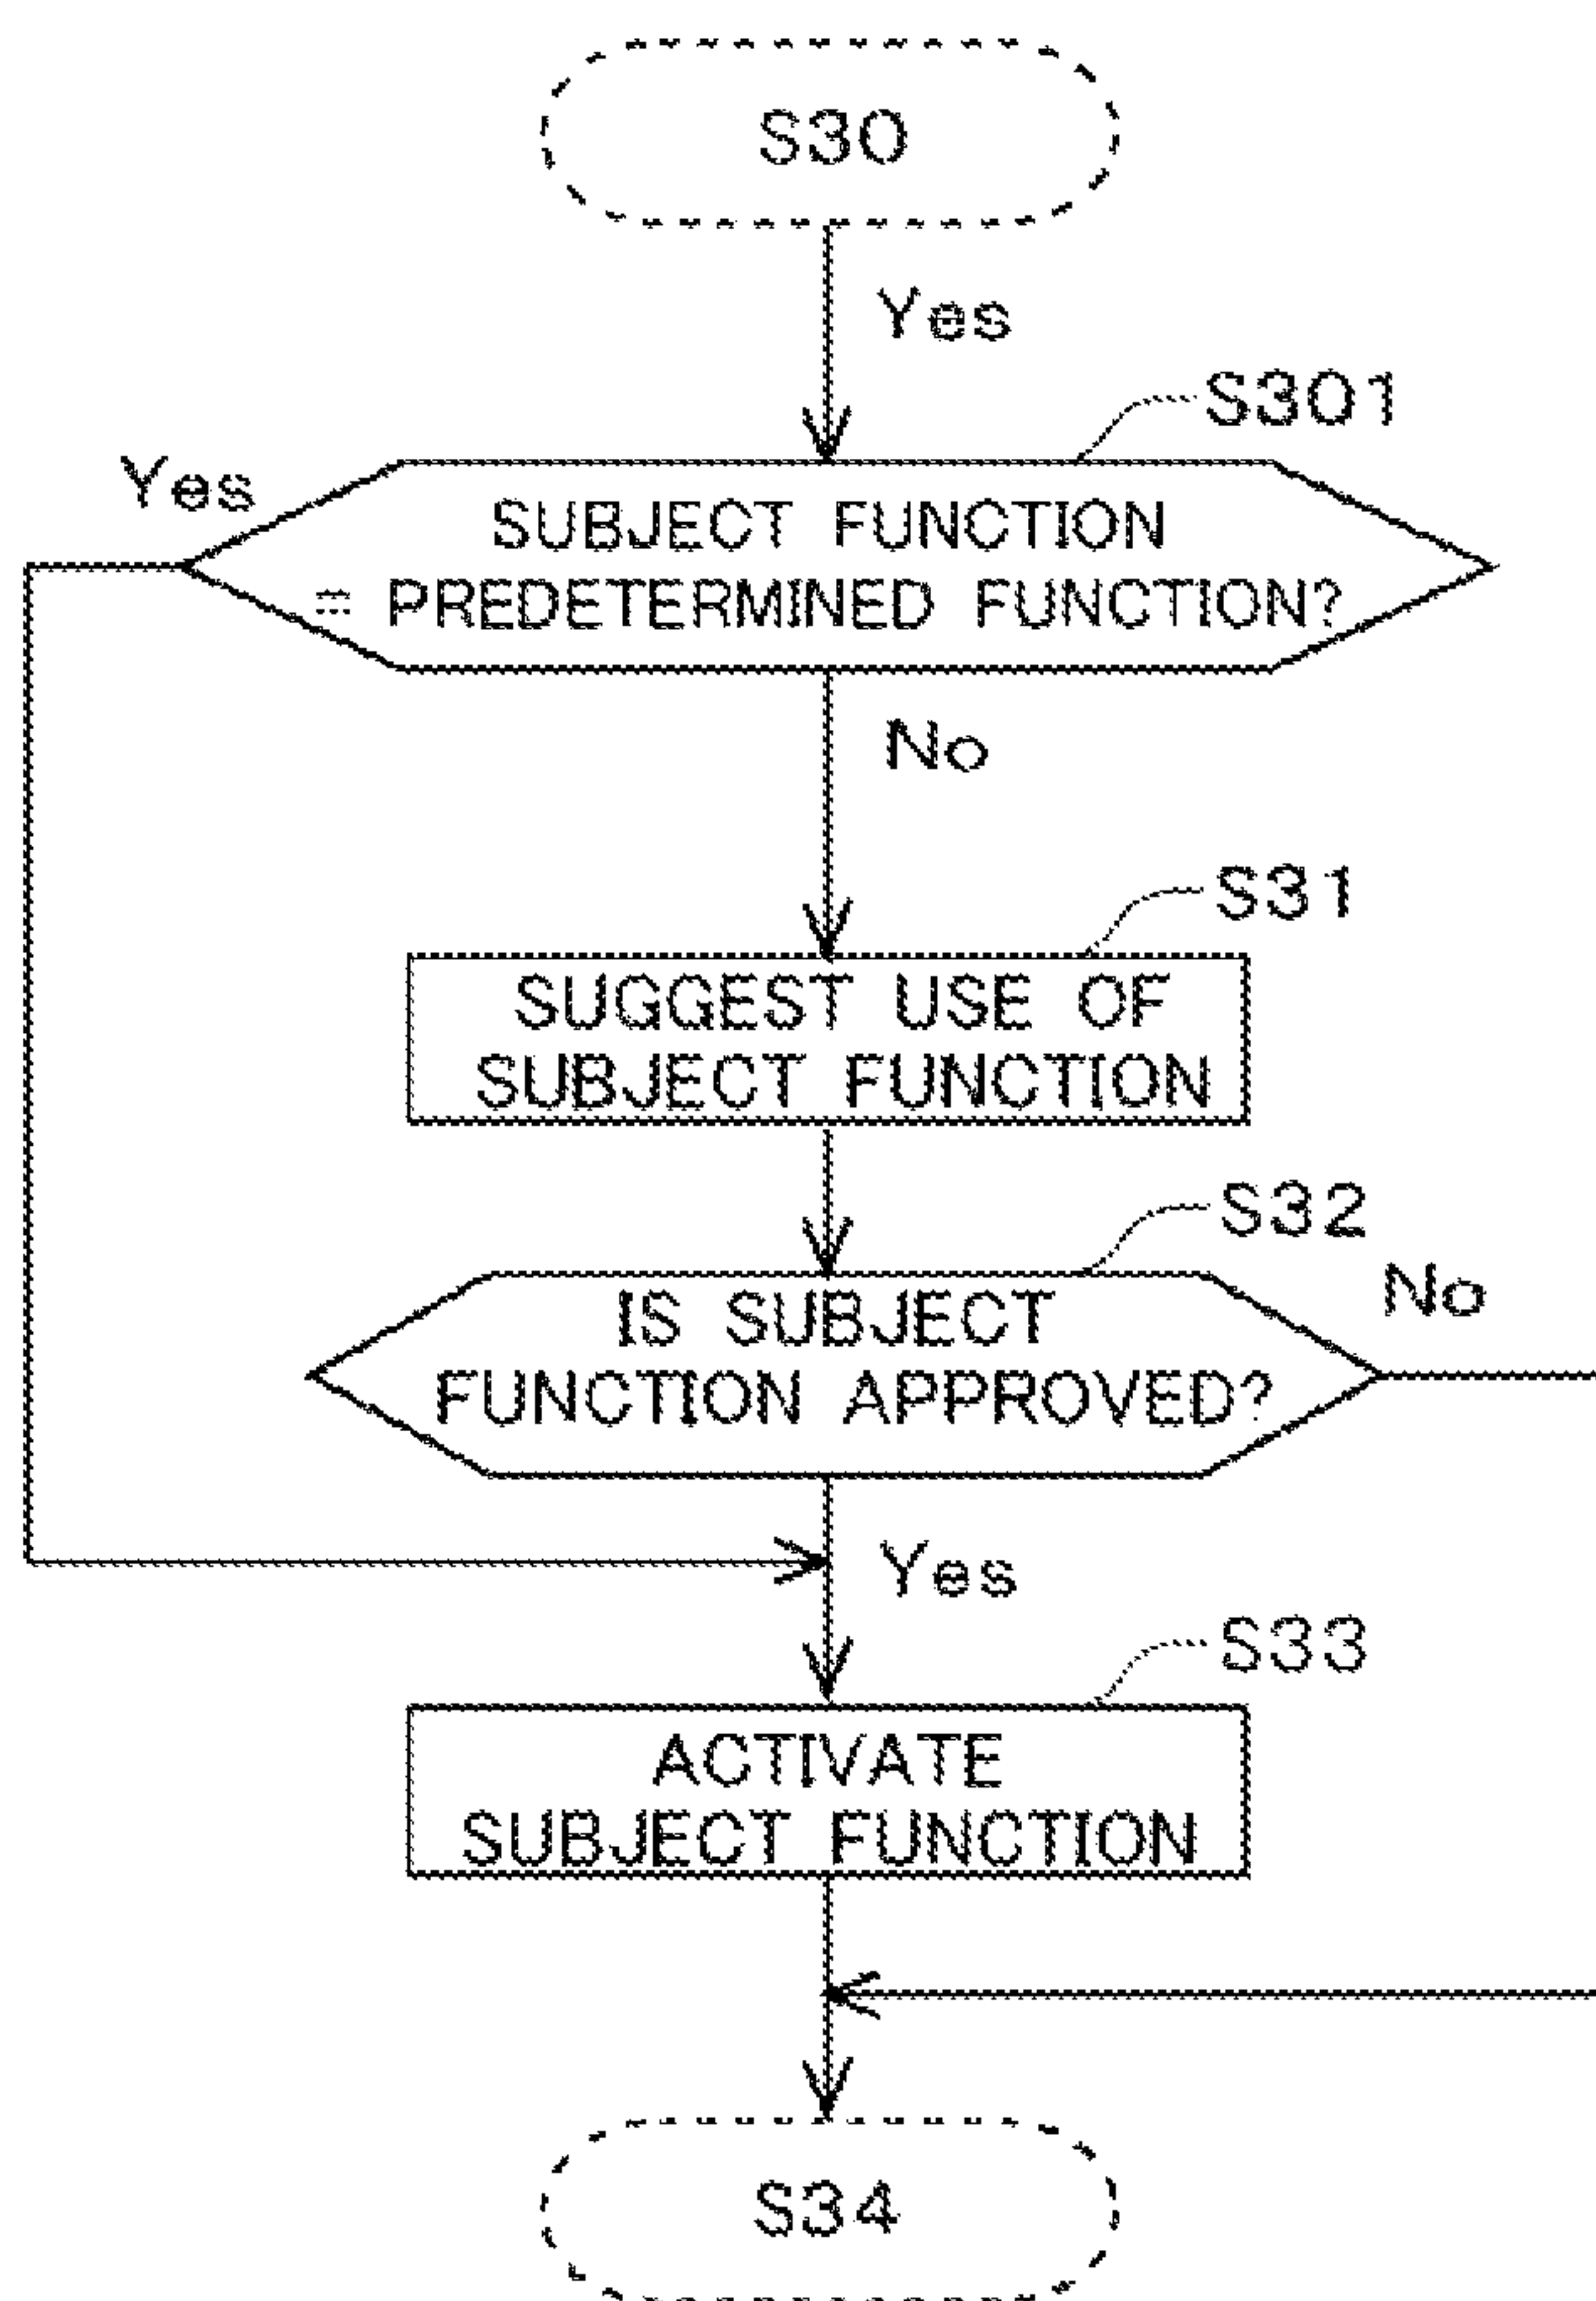 S30
Yes
S301
Yes
SUBJECT FUNCTION
= PREDETERMINED FUNCTION?
No
S31
SUGGEST USE OF
SUBJECT FUNCTION
S32
No
IS SUBJECT
FUNCTION APPROVED?
Yes
S33
ACTIVATE
SUBJECT FUNCTION
S34